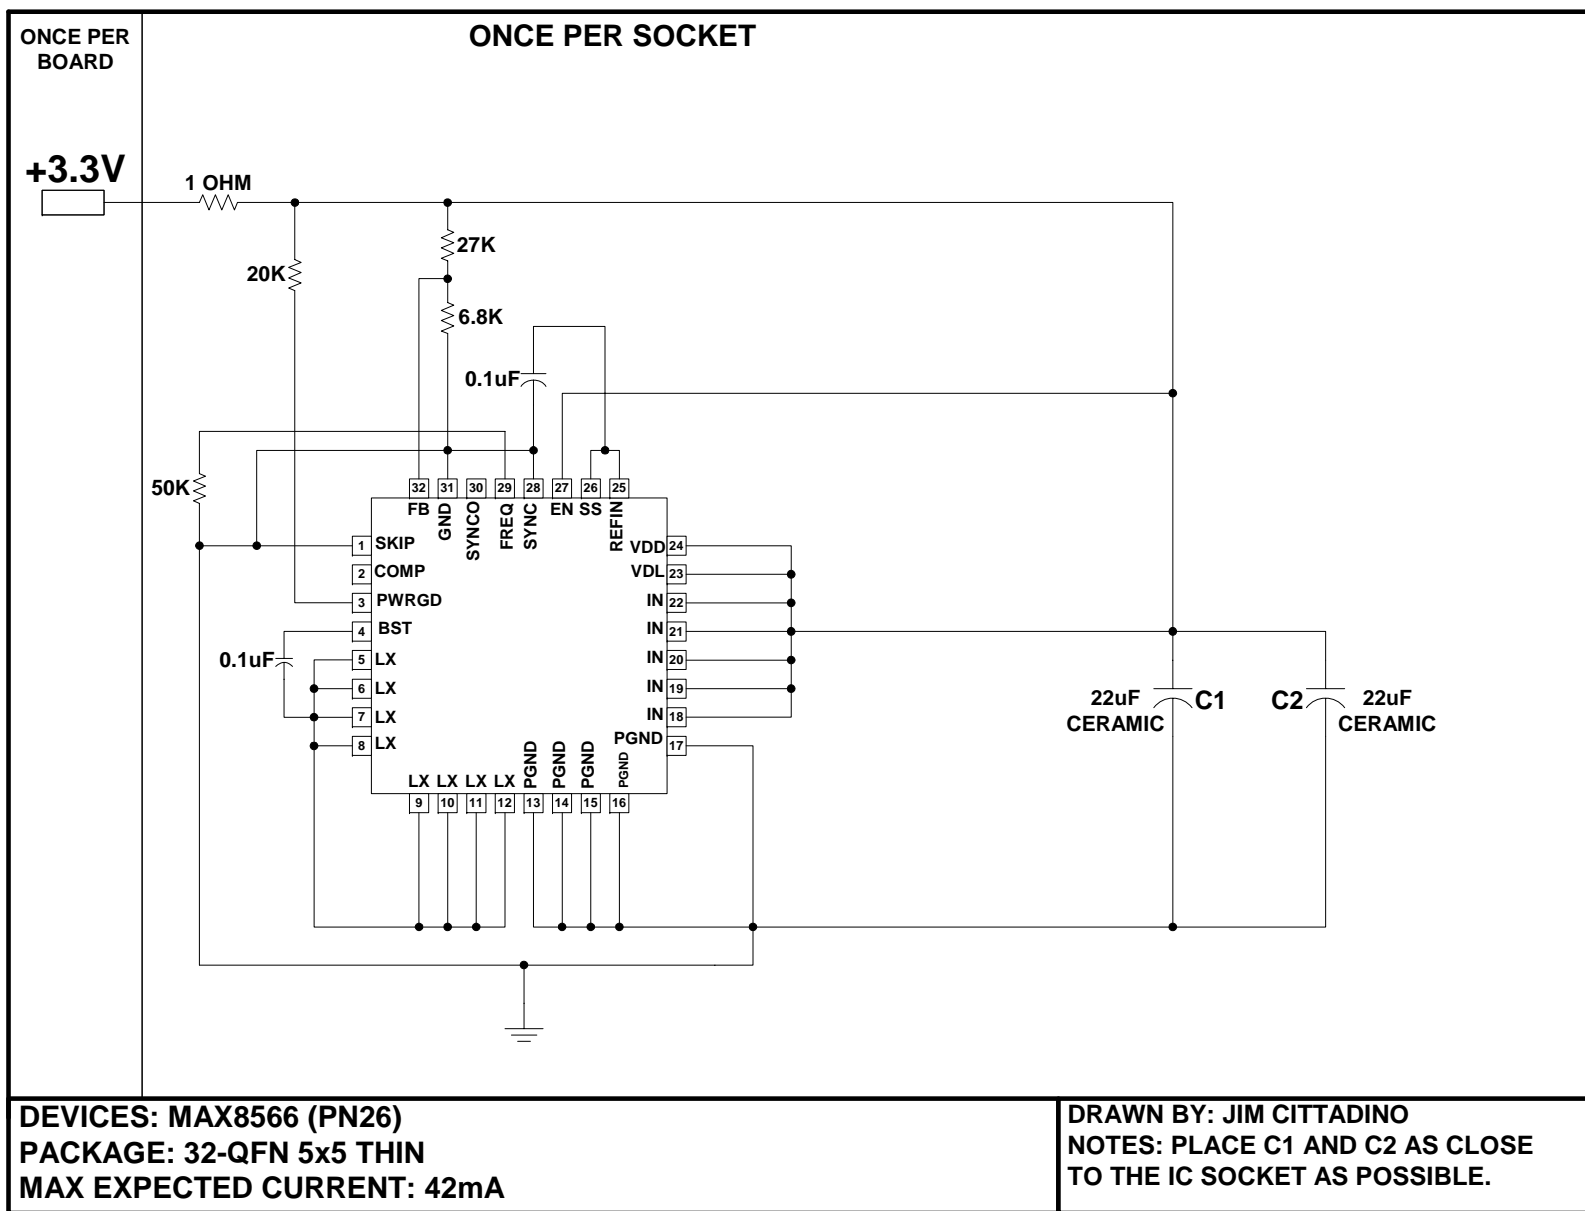 ONCE PER
BOARD
ONCE PER SOCKET
+3.3V
1 OHM
27K
20K
6.8K
0.1uF
50K
32 31 30 29 28 27 26 25
FB GND SYNCO FREQ SYNC EN SS REFIN
1 SKIP
2 COMP
3 PWRGD
4 BST
5 LX
6 LX
7 LX
8 LX
0.1uF
VDD 24
VDL 23
IN 22
IN 21
IN 20
IN 19
IN 18
PGND 17
LX LX LX LX PGND PGND PGND PGND
9 10 11 12 13 14 15 16
22uF
CERAMIC
C1
C2
22uF
CERAMIC
DEVICES: MAX8566 (PN26)
PACKAGE: 32-QFN 5x5 THIN
MAX EXPECTED CURRENT: 42mA
DRAWN BY: JIM CITTADINO
NOTES: PLACE C1 AND C2 AS CLOSE
TO THE IC SOCKET AS POSSIBLE.